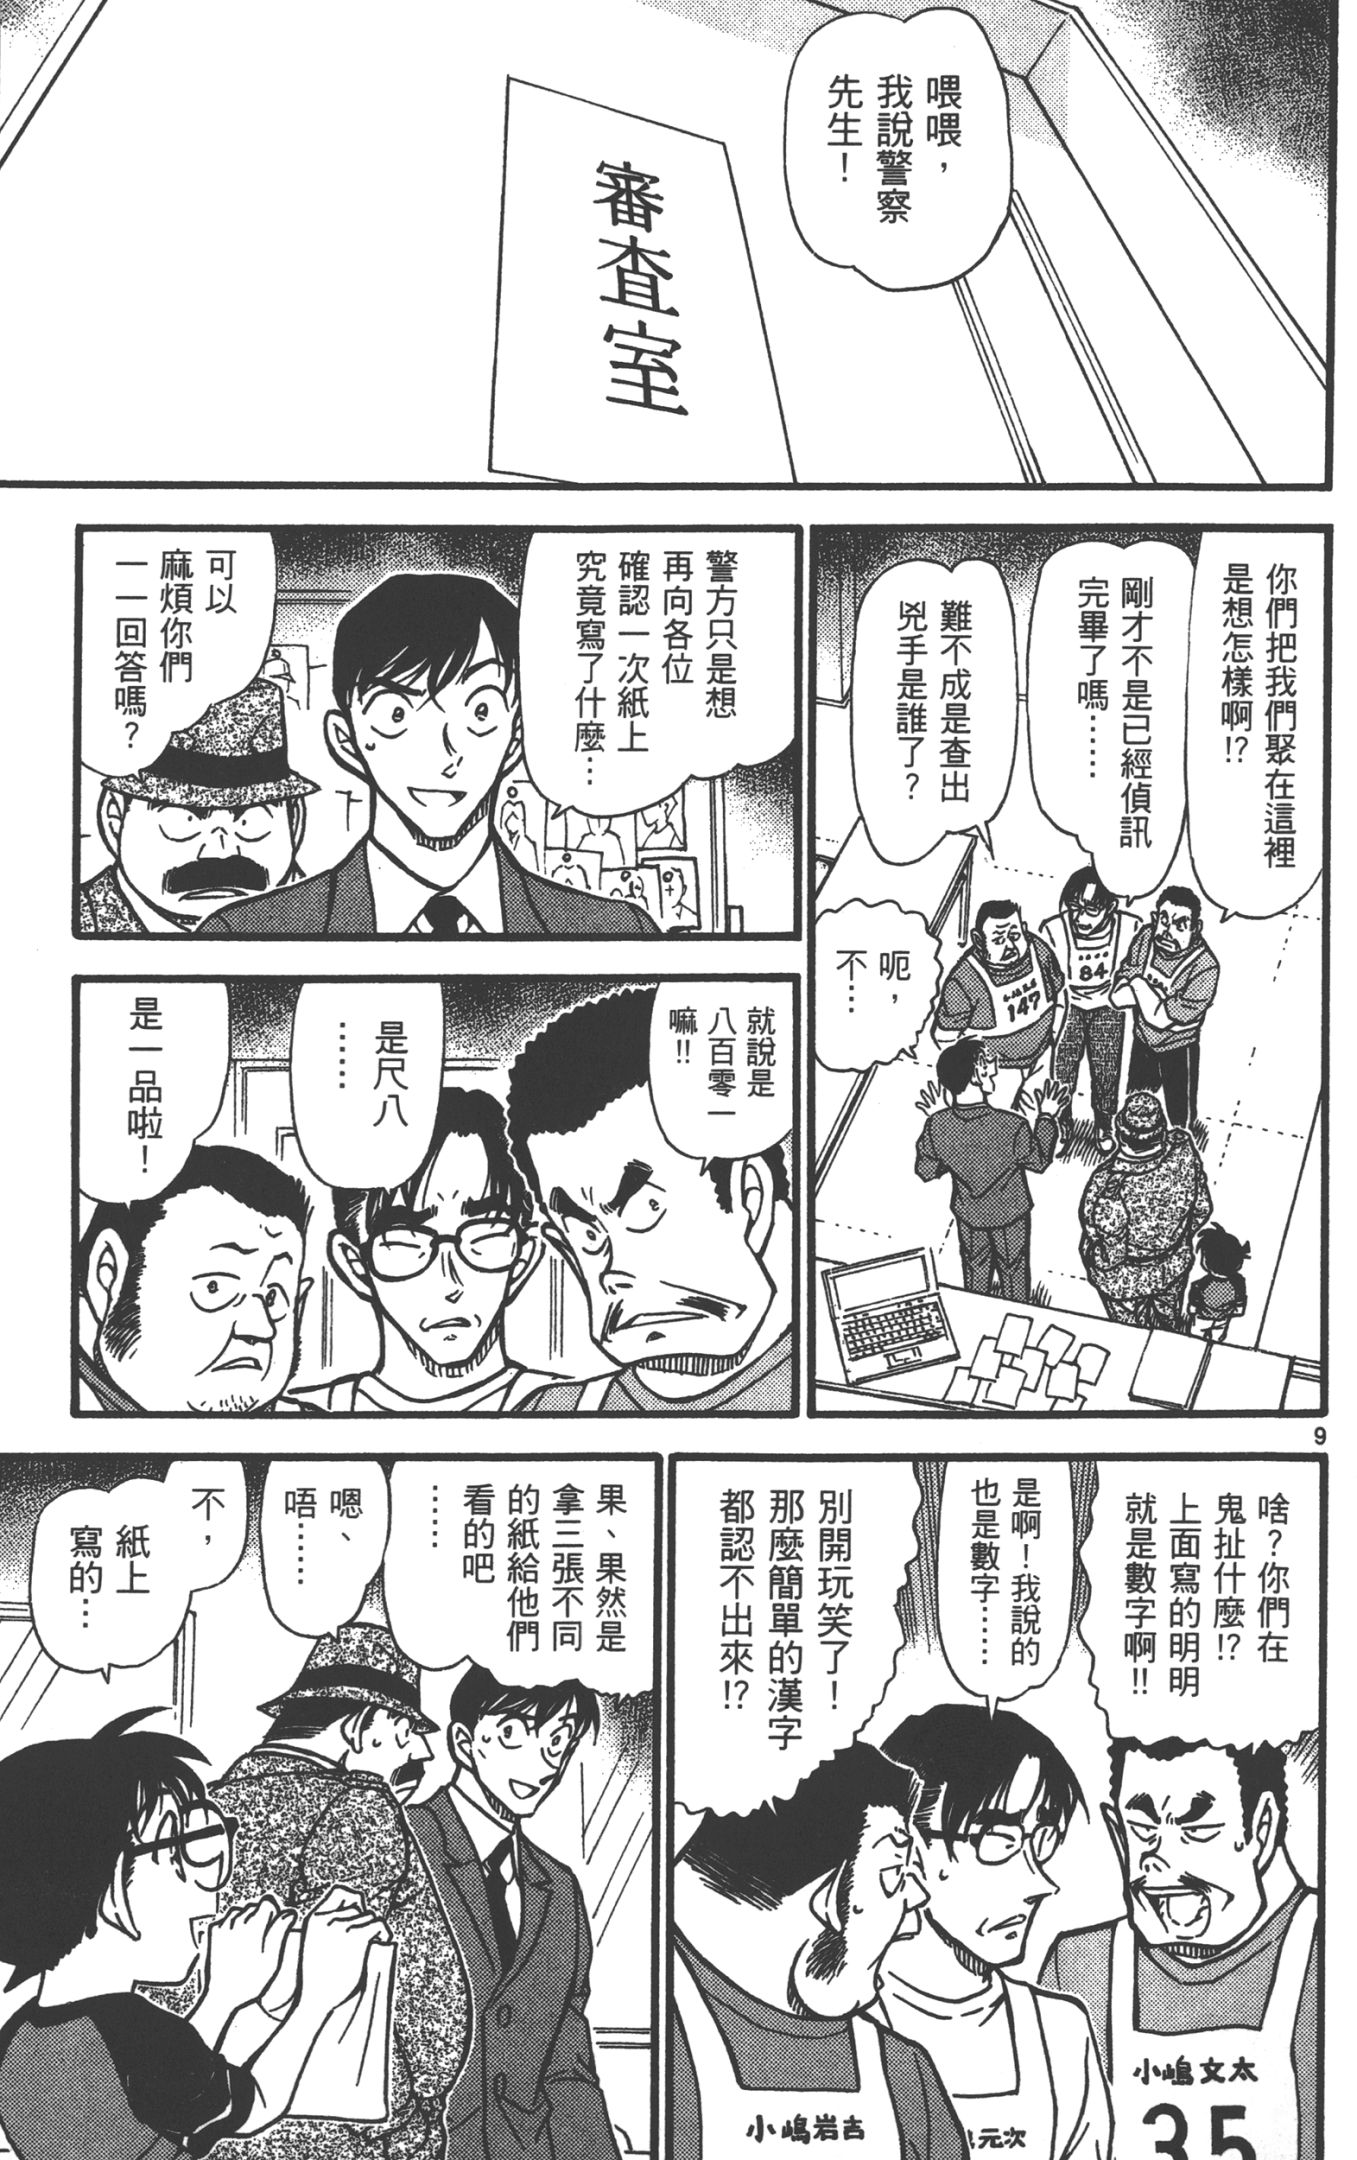 喂喂，
我說警察
先生！
審查室
你們把我們聚在這裡
是想怎樣啊!?
剛才不是已經偵訊
完畢了嗎……
難不成是查出
兇手是誰了？
呃，
不…
84
147
警方只是想
再向各位
確認一次紙上
究竟寫了什麼…
可以
麻煩你們
一一回答嗎？
就說是
八百零一
嘛!!
是尺八
……
是一品啦！
9
啥？你們在
鬼扯什麼!?
上面寫的明明
就是數字啊!!
是啊！我說的
也是數字……
別開玩笑了！
那麼簡單的漢字
都認不出來!?
小嶋文太
35
元次
小嶋岩吉
果、果然是
拿三張不同
的紙給他們
看的吧
……
嗯、
唔……
不，
紙上
寫的…